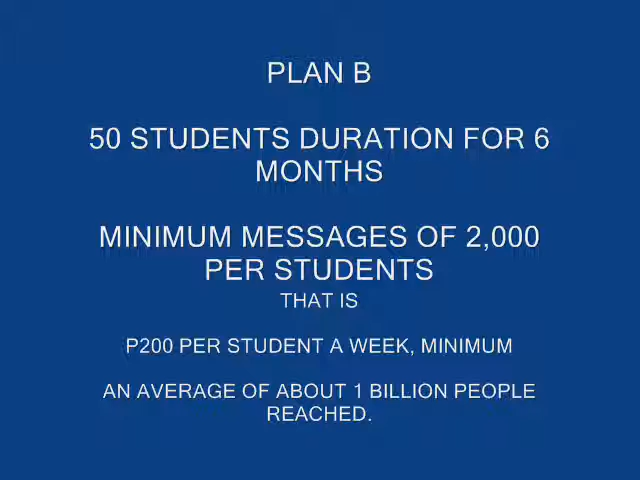 PLAN B
50 STUDENTS DURATION FOR 6
MONTHS
MINIMUM MESSAGES OF 2,000
PER STUDENTS
THAT IS
P200 PER STUDENT A WEEK, MINIMUM
AN AVERAGE OF ABOUT 1 BILLION PEOPLE
REACHED.